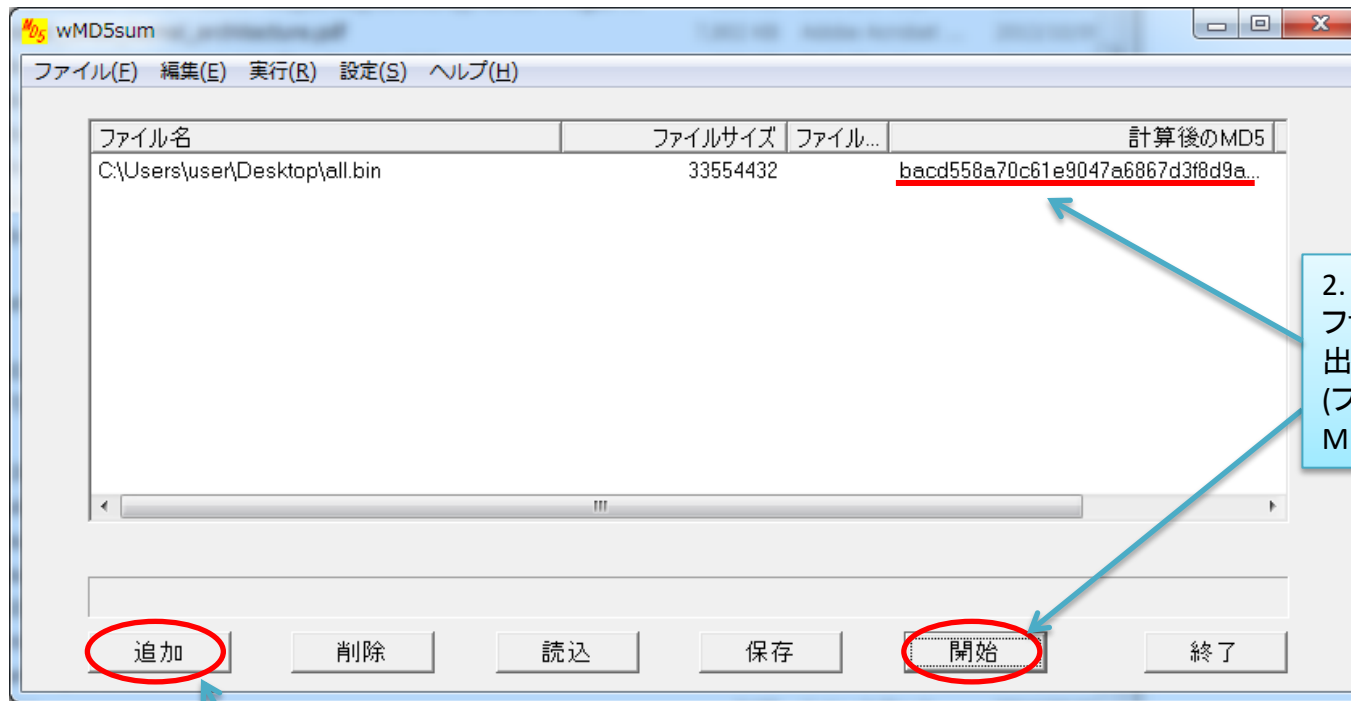 wMD5sum
ファイル(F) 編集(E) 実行(R) 設定(S) ヘルプ(H)
ファイル名 ファイルサイズ ファイル... 計算後のMD5
C:\Users\user\Desktop\all.bin 33554432 bacd558a70c61e9047a6867d3f8d9a...
2.
出
(フ
M
追加 削除 読込 保存 開始 終了